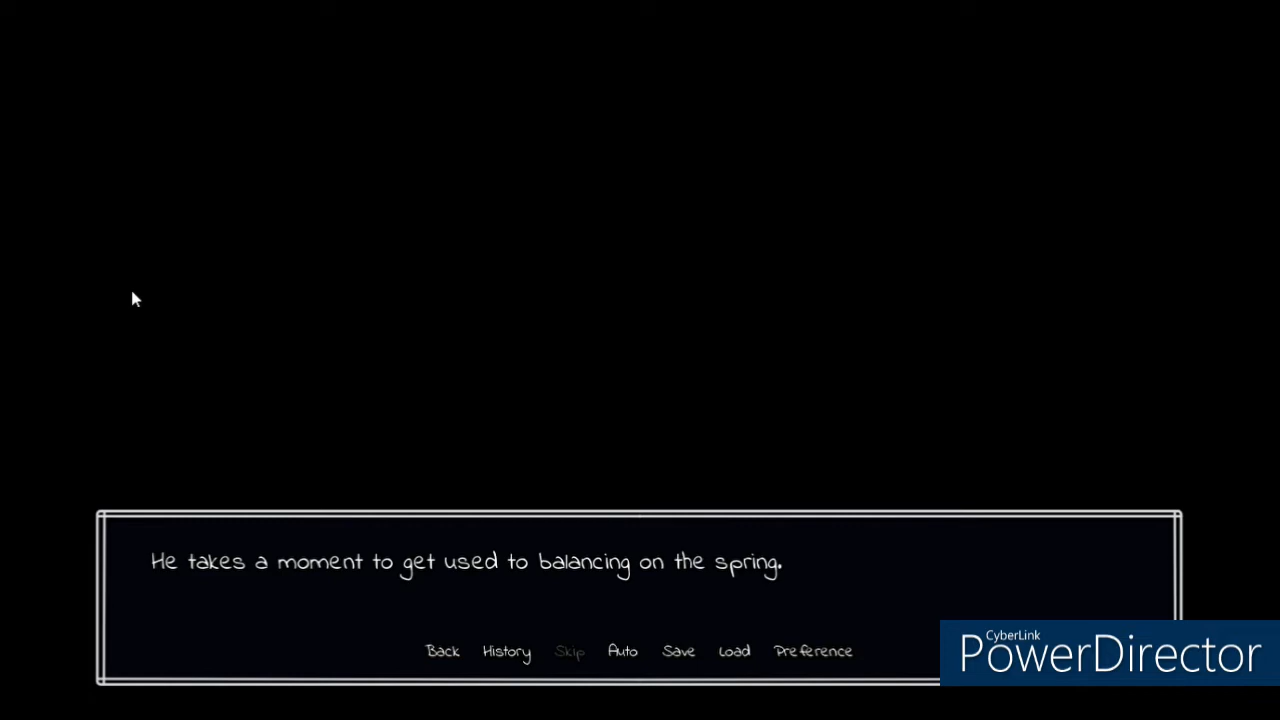 He takes a moment to get used to balancing on the spring.
Back History Skip Auto Save Load Preference
CyberLink
PowerDirector